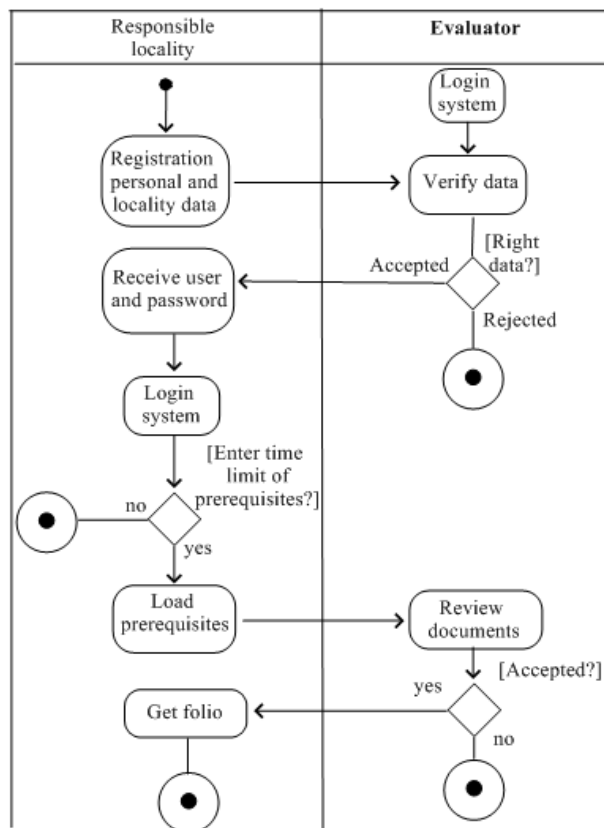 Responsible
locality
Evaluator
Login
system
Registration
personal and
locality data
Verify data
[Right
data?]
Accepted
Receive user
and password
Rejected
Login
system
[Enter time
limit of
prerequisites?]
no
yes
Load
prerequisites
Review
documents
[Accepted?]
yes
Get folio
no